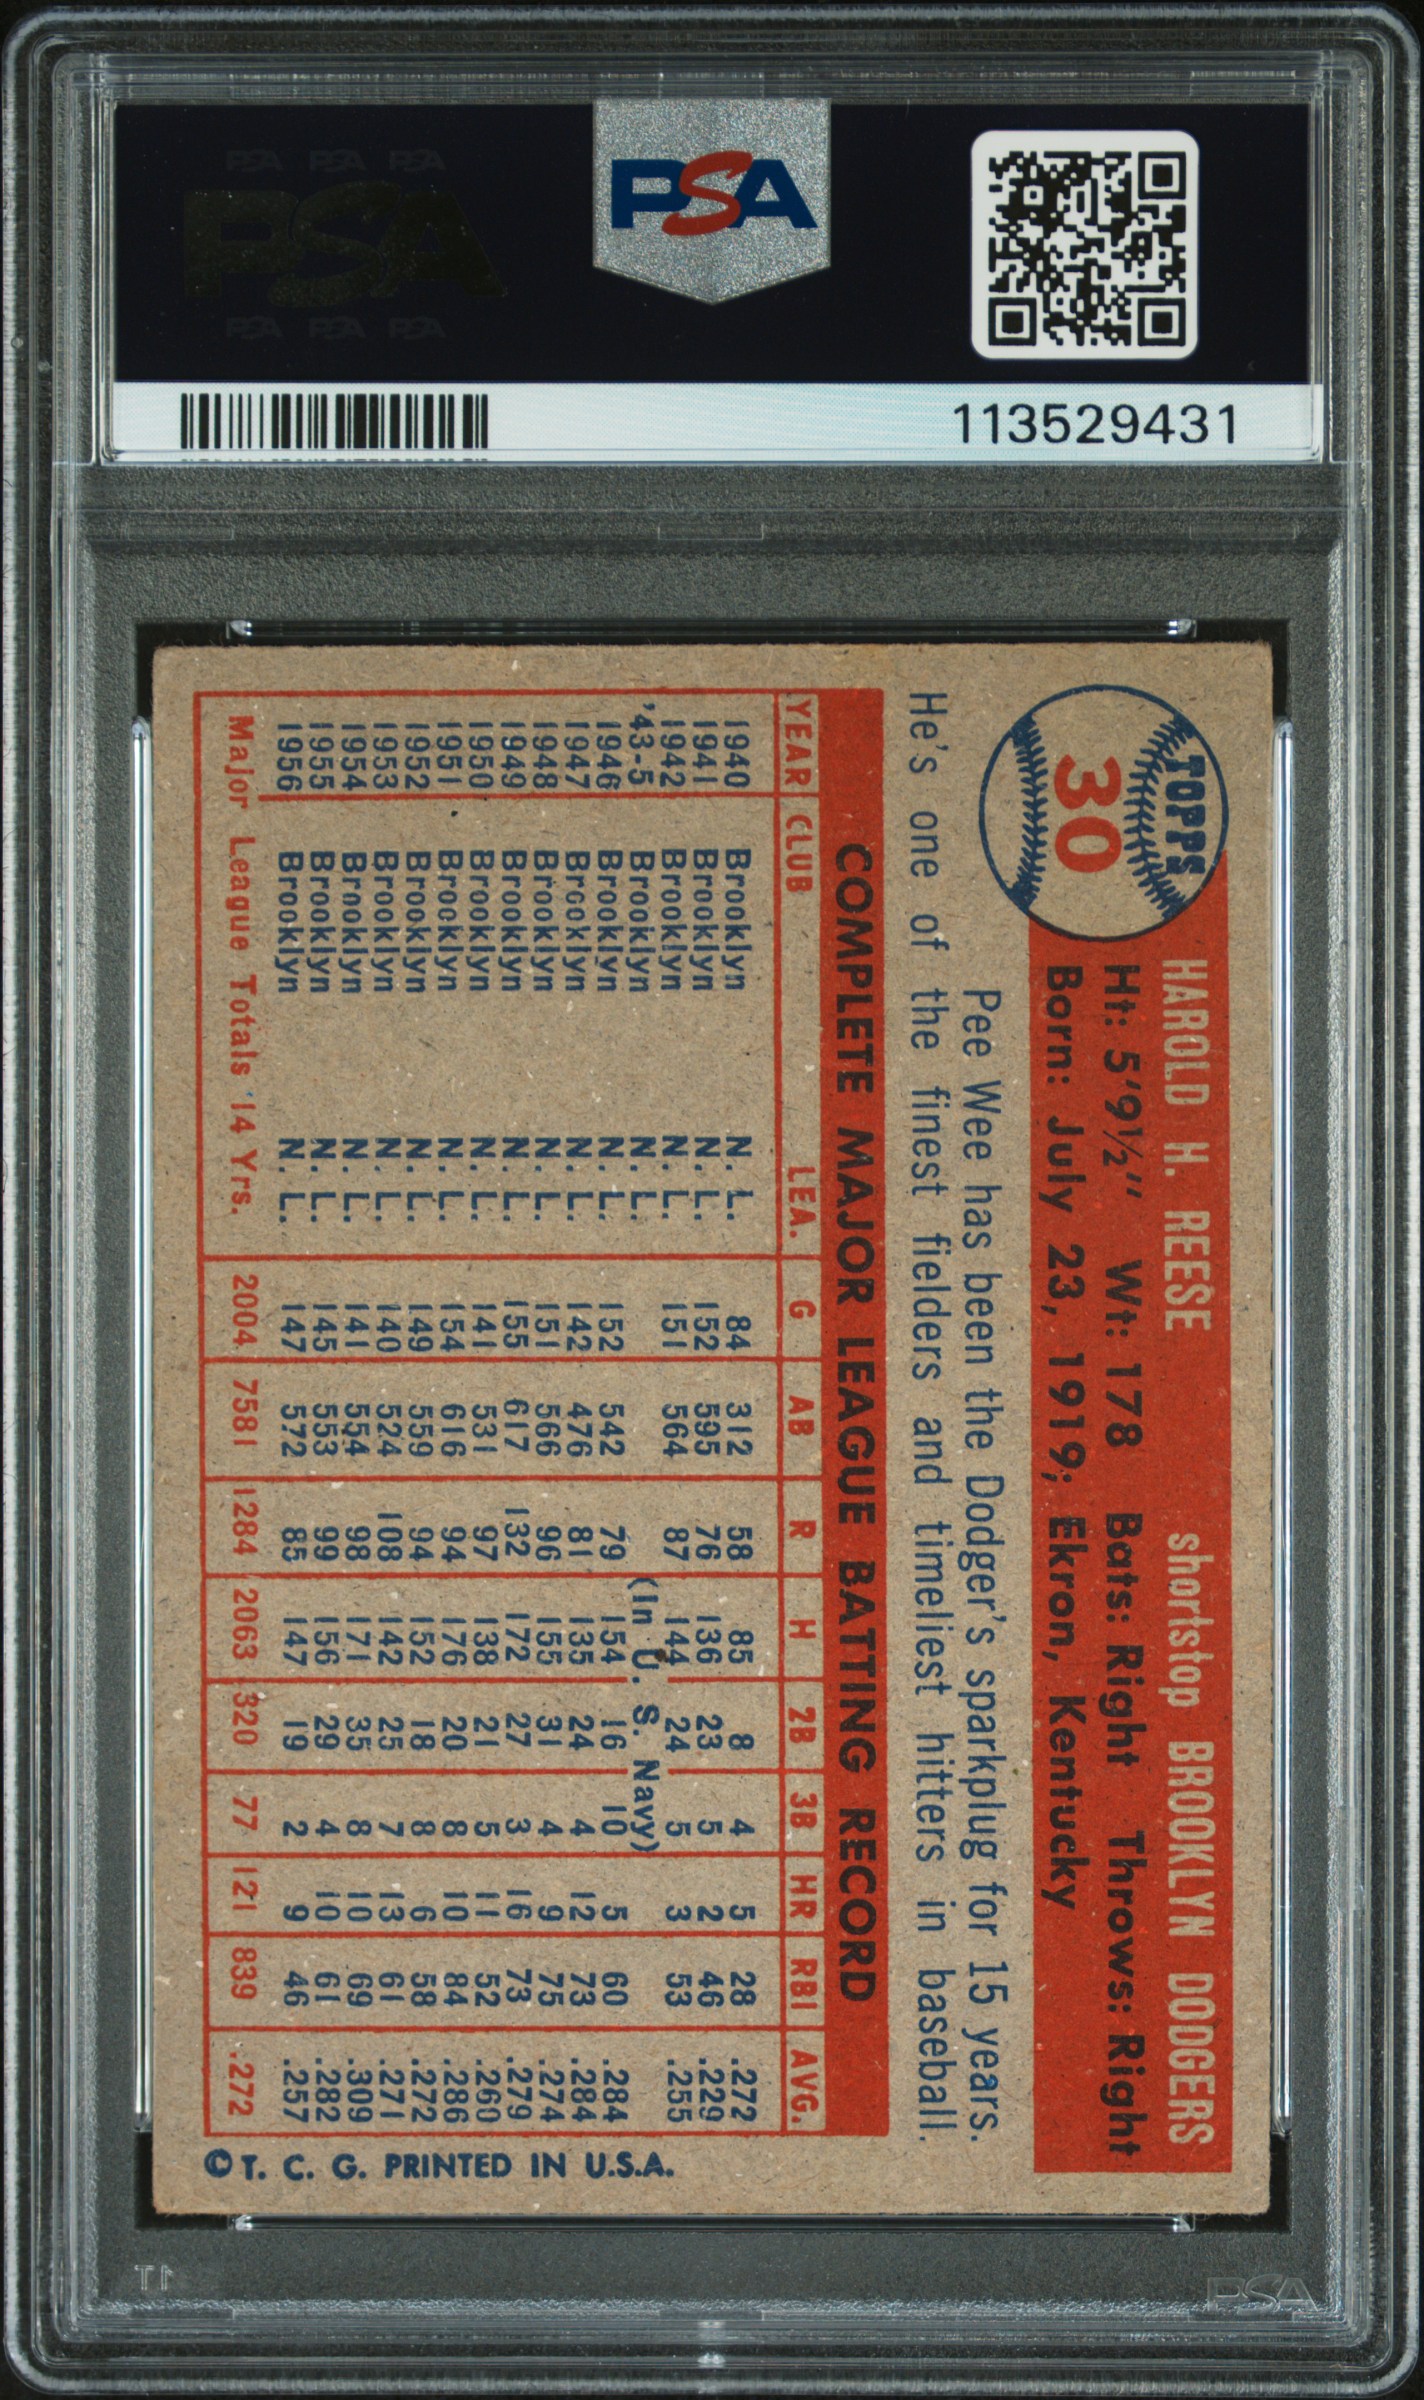 PSA PSA PSA
PSA
PSA PSA PSA
PSA
113529431
TOPPS
30
HAROLD H. REESE shortstop BROOKLYN DODGERS
Ht: 5'9½" Wt: 178 Bats: Right Throws: Right
Born: July 23, 1919; Ekron, Kentucky
Pee Wee has been the Dodger's sparkplug for 15 years.
He's one of the finest fielders and timeliest hitters in baseball.
COMPLETE MAJOR LEAGUE BATTING RECORD
YEAR CLUB LEA. G AB R H 2B 3B HR RBI AVG.
1940 Brooklyn N. L. 84 312 58 85 8 4 5 28 .272
1941 Brooklyn N. L. 152 595 76 136 23 5 2 46 .229
1942 Brooklyn N. L. 151 564 87 144 24 5 3 53 .255
'43-5 Brooklyn N. L. (In U. S. Navy)
1946 Brooklyn N. L. 152 542 79 154 16 10 5 60 .284
1947 Brooklyn N. L. 142 476 81 135 24 4 12 73 .284
1948 Brooklyn N. L. 151 566 96 155 31 4 9 75 .274
1949 Brooklyn N. L. 155 617 132 172 27 3 16 73 .279
1950 Brooklyn N. L. 141 531 97 138 21 5 11 52 .260
1951 Brooklyn N. L. 154 616 94 176 20 8 10 84 .286
1952 Brooklyn N. L. 149 559 94 152 18 8 6 58 .272
1953 Brooklyn N. L. 140 524 108 142 25 7 13 61 .271
1954 Brooklyn N. L. 141 554 98 171 35 8 10 69 .309
1955 Brooklyn N. L. 145 553 99 156 29 4 10 61 .282
1956 Brooklyn N. L. 147 572 85 147 19 2 9 46 .257
Major League Totals 14 Yrs. 2004 7581 1284 2063 320 77 121 839 .272
© T. C. G. PRINTED IN U.S.A.
PSA